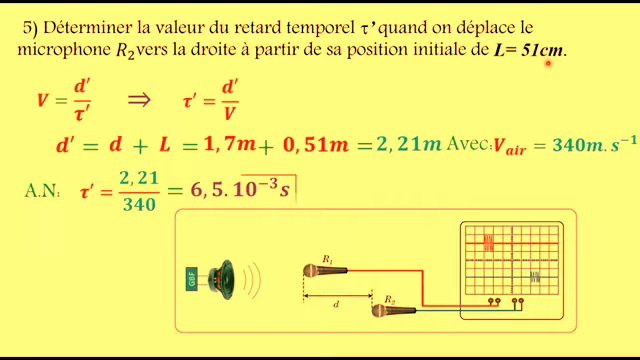 5) Déterminer la valeur du retard temporel τ' quand on déplace le
microphone R₂ vers la droite à partir de sa position initiale de L= 51cm.
V = d'/τ' ⇒ τ' = d'/V
d' = d + L = 1,7m + 0,51m = 2,21m Avec: V_air = 340m.s⁻¹
A.N: τ' = 2,21/340 = 6,5.10⁻³s
GBF
R₁
d
R₂